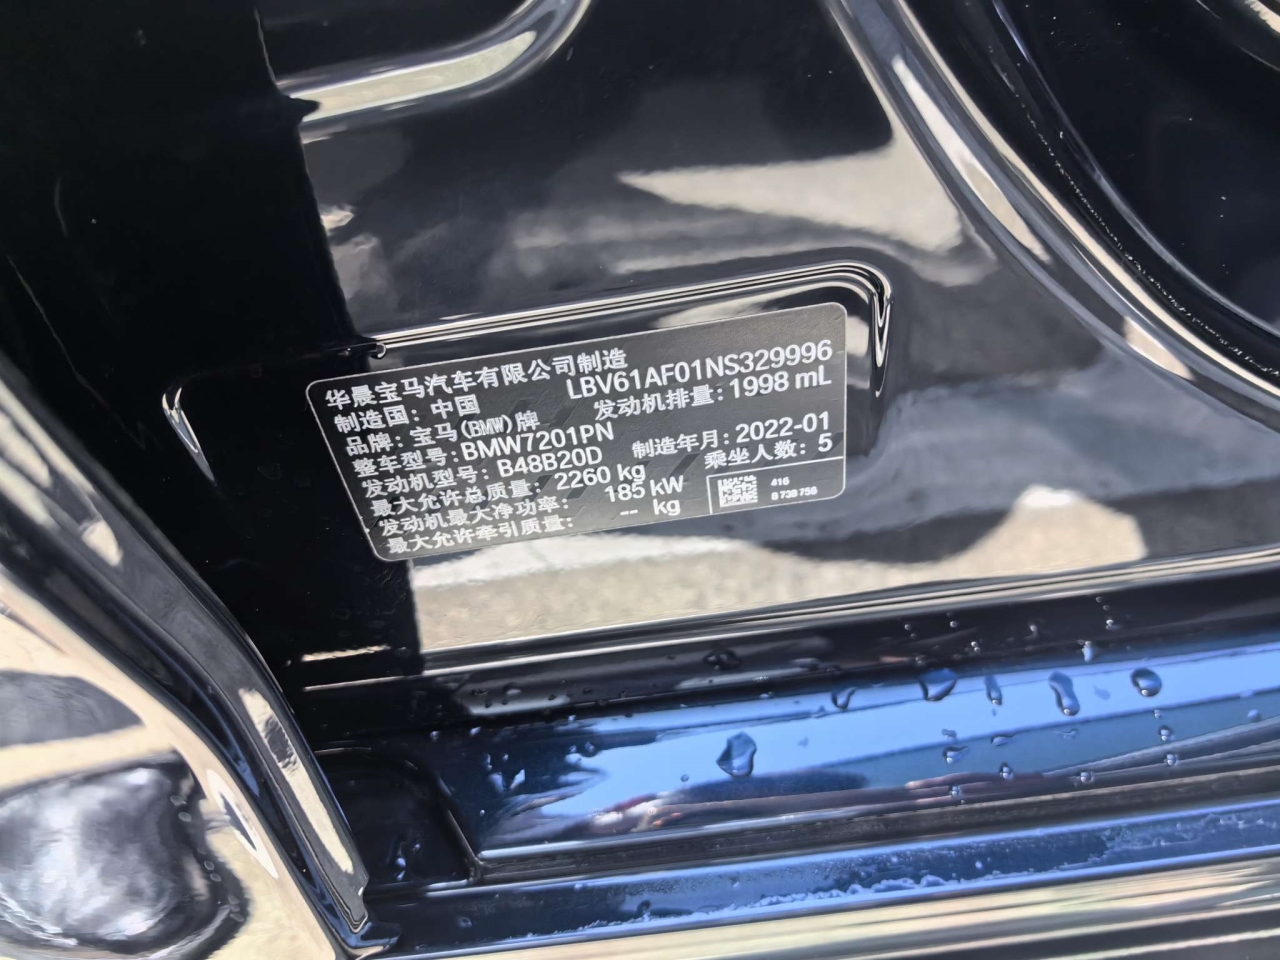 华晨宝马汽车有限公司制造
制造国: 中国 LBV61AF01NS329996
品牌: 宝马(BMW)牌 发动机排量: 1998 mL
整车型号: BMW7201PN
发动机型号: B48B20D 制造年月: 2022-01
最大允许总质量: 2260 kg 乘坐人数: 5
发动机最大净功率: 185 kW
最大允许牵引质量: -- kg
416
8 739 756